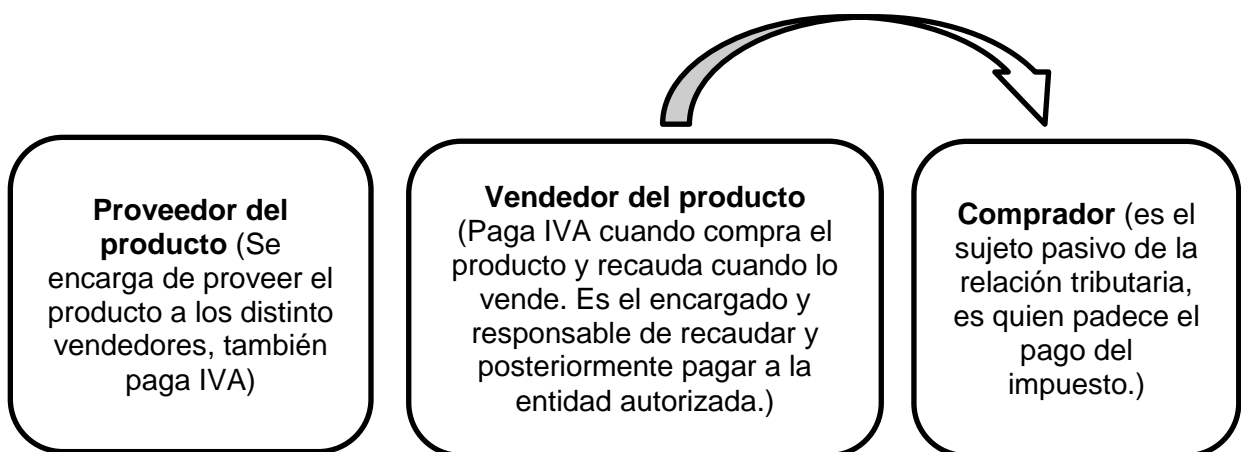 Proveedor del
producto (Se
encarga de proveer el
producto a los distinto
vendedores, también
paga IVA)
Vendedor del producto
(Paga IVA cuando compra el
producto y recauda cuando lo
vende. Es el encargado y
responsable de recaudar y
posteriormente pagar a la
entidad autorizada.)
Comprador (es el
sujeto pasivo de la
relación tributaria,
es quien padece el
pago del
impuesto.)